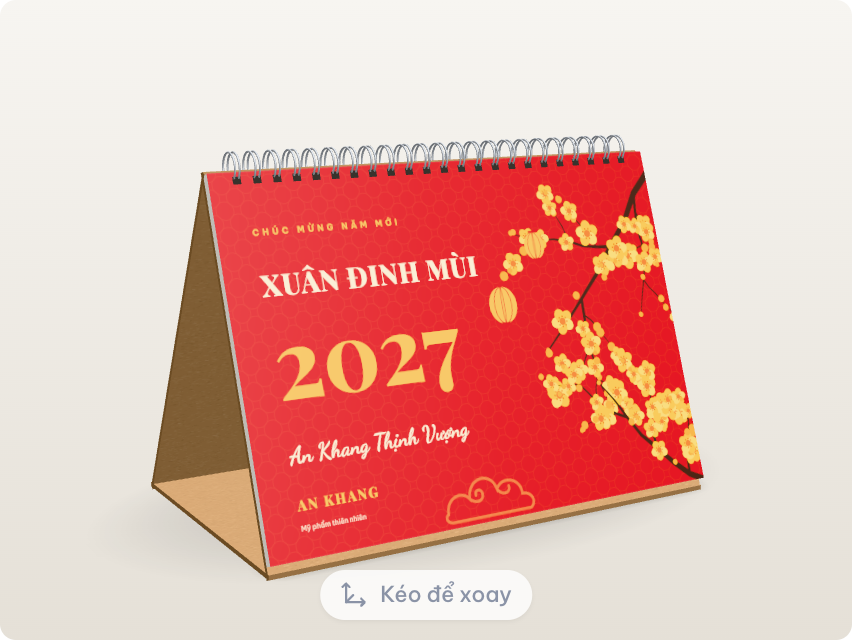 CHÚC MỪNG NĂM MỚI
XUÂN ĐINH MÙI
2027
An Khang Thịnh Vượng
AN KHANG
Mỹ phẩm thiên nhiên
Kéo để xoay